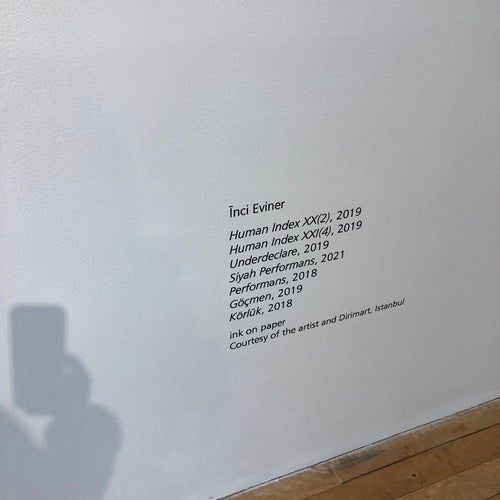 Īnci Eviner
Human Index XX(2), 2019
Human Index XXI(4), 2019
Underdeclare, 2019
Siyah Performans, 2021
Performans, 2018
Göçmen, 2019
Körlük, 2018
ink on paper
Courtesy of the artist and Dirimart, Istanbul